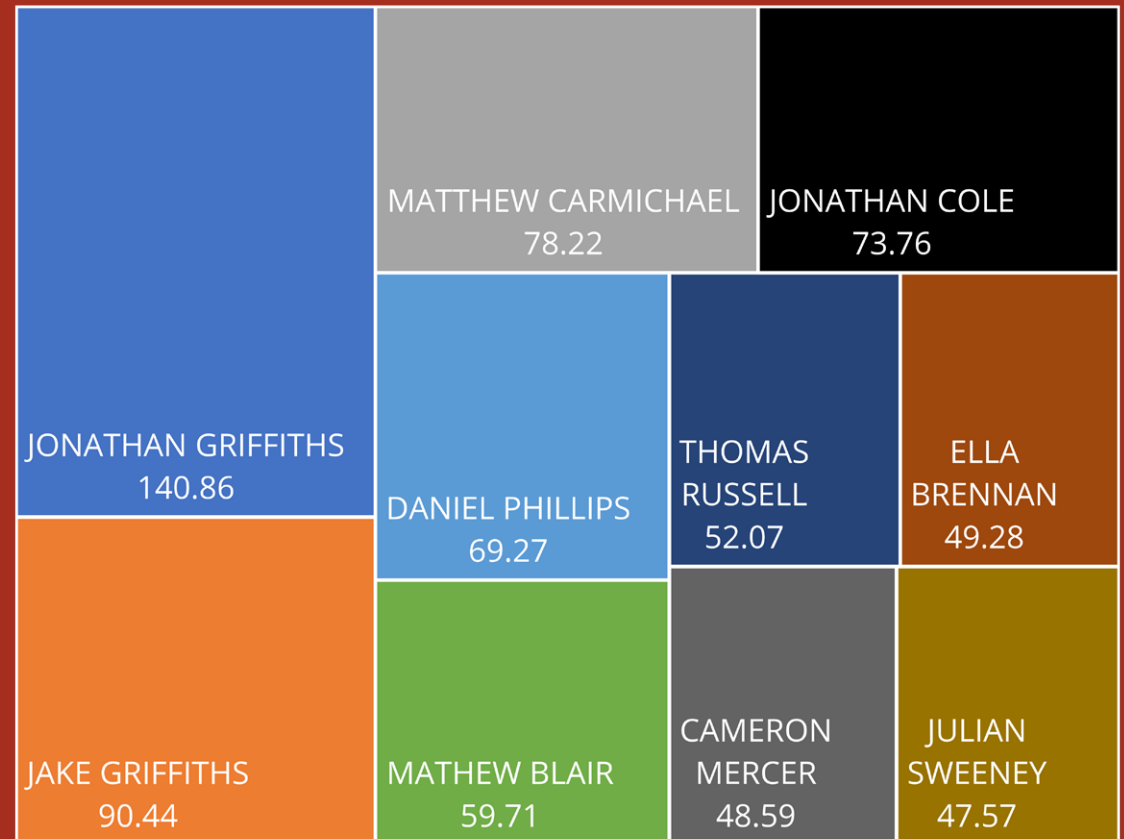 JONATHAN GRIFFITHS
140.86
MATTHEW CARMICHAEL
78.22
JONATHAN COLE
73.76
DANIEL PHILLIPS
69.27
THOMAS
RUSSELL
52.07
ELLA
BRENNAN
49.28
JAKE GRIFFITHS
90.44
MATHEW BLAIR
59.71
CAMERON
MERCER
48.59
JULIAN
SWEENEY
47.57